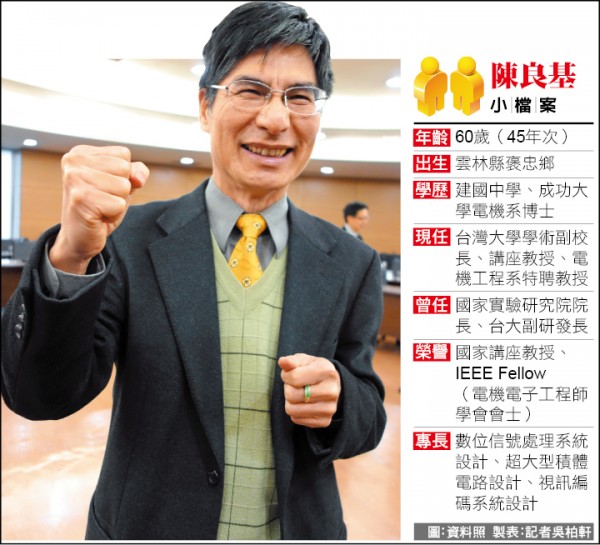 陳良基
小檔案
年齡 60歲（45年次）
出生 雲林縣褒忠鄉
學歷 建國中學、成功大
學電機系博士
現任 台灣大學學術副校
長、講座教授、電
機工程系特聘教授
曾任 國家實驗研究院院
長、台大副研發長
榮譽 國家講座教授、
IEEE Fellow
（電機電子工程師
學會會士）
專長 數位信號處理系統
設計、超大型積體
電路設計、視訊編
碼系統設計
圖：資料照 製表：記者吳柏軒